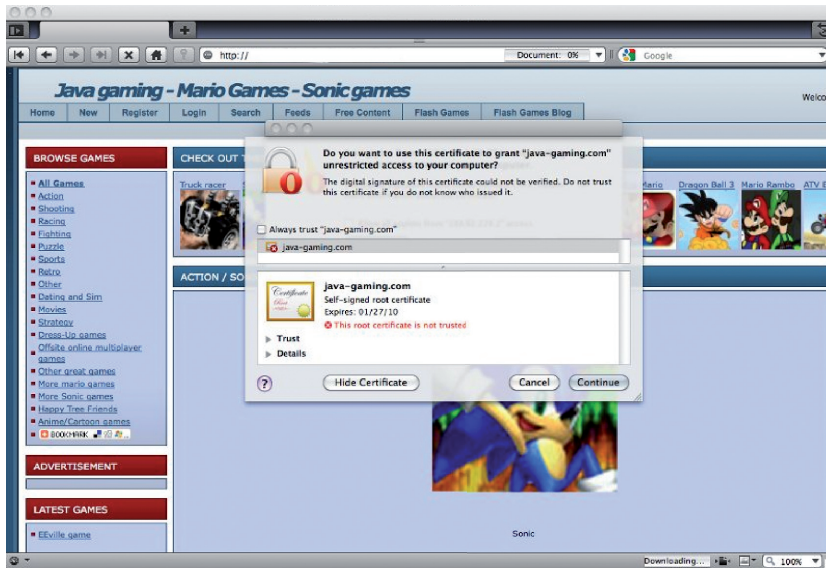 http://
Document: 0%
Google
Java gaming - Mario Games - Sonic games
Welco
Home New Register Login Search Feeds Free Content Flash Games Flash Games Blog
BROWSE GAMES
All Games
Action
Shooting
Racing
Fighting
Puzzle
Sports
Retro
Other
Dating and Sim
Movies
Strategy
Dress-Up games
Offsite online multiplayer
games
Other great games
More mario games
More Sonic games
Happy Tree Friends
Anime/Cartoon games
BOOKMARK
ADVERTISEMENT
LATEST GAMES
EEville game
CHECK OUT
Truck racer
Mario Dragon Ball 3 Mario Rambo ATV
ACTION / SO
Do you want to use this certificate to grant “java-gaming.com”
unrestricted access to your computer?
The digital signature of this certificate could not be verified. Do not trust
this certificate if you do not know who issued it.
Always trust “java-gaming.com”
java-gaming.com
Certificate
Root
java-gaming.com
Self-signed root certificate
Expires: 01/27/10
This root certificate is not trusted
Trust
Details
? Hide Certificate Cancel Continue
Sonic
Downloading... 100%